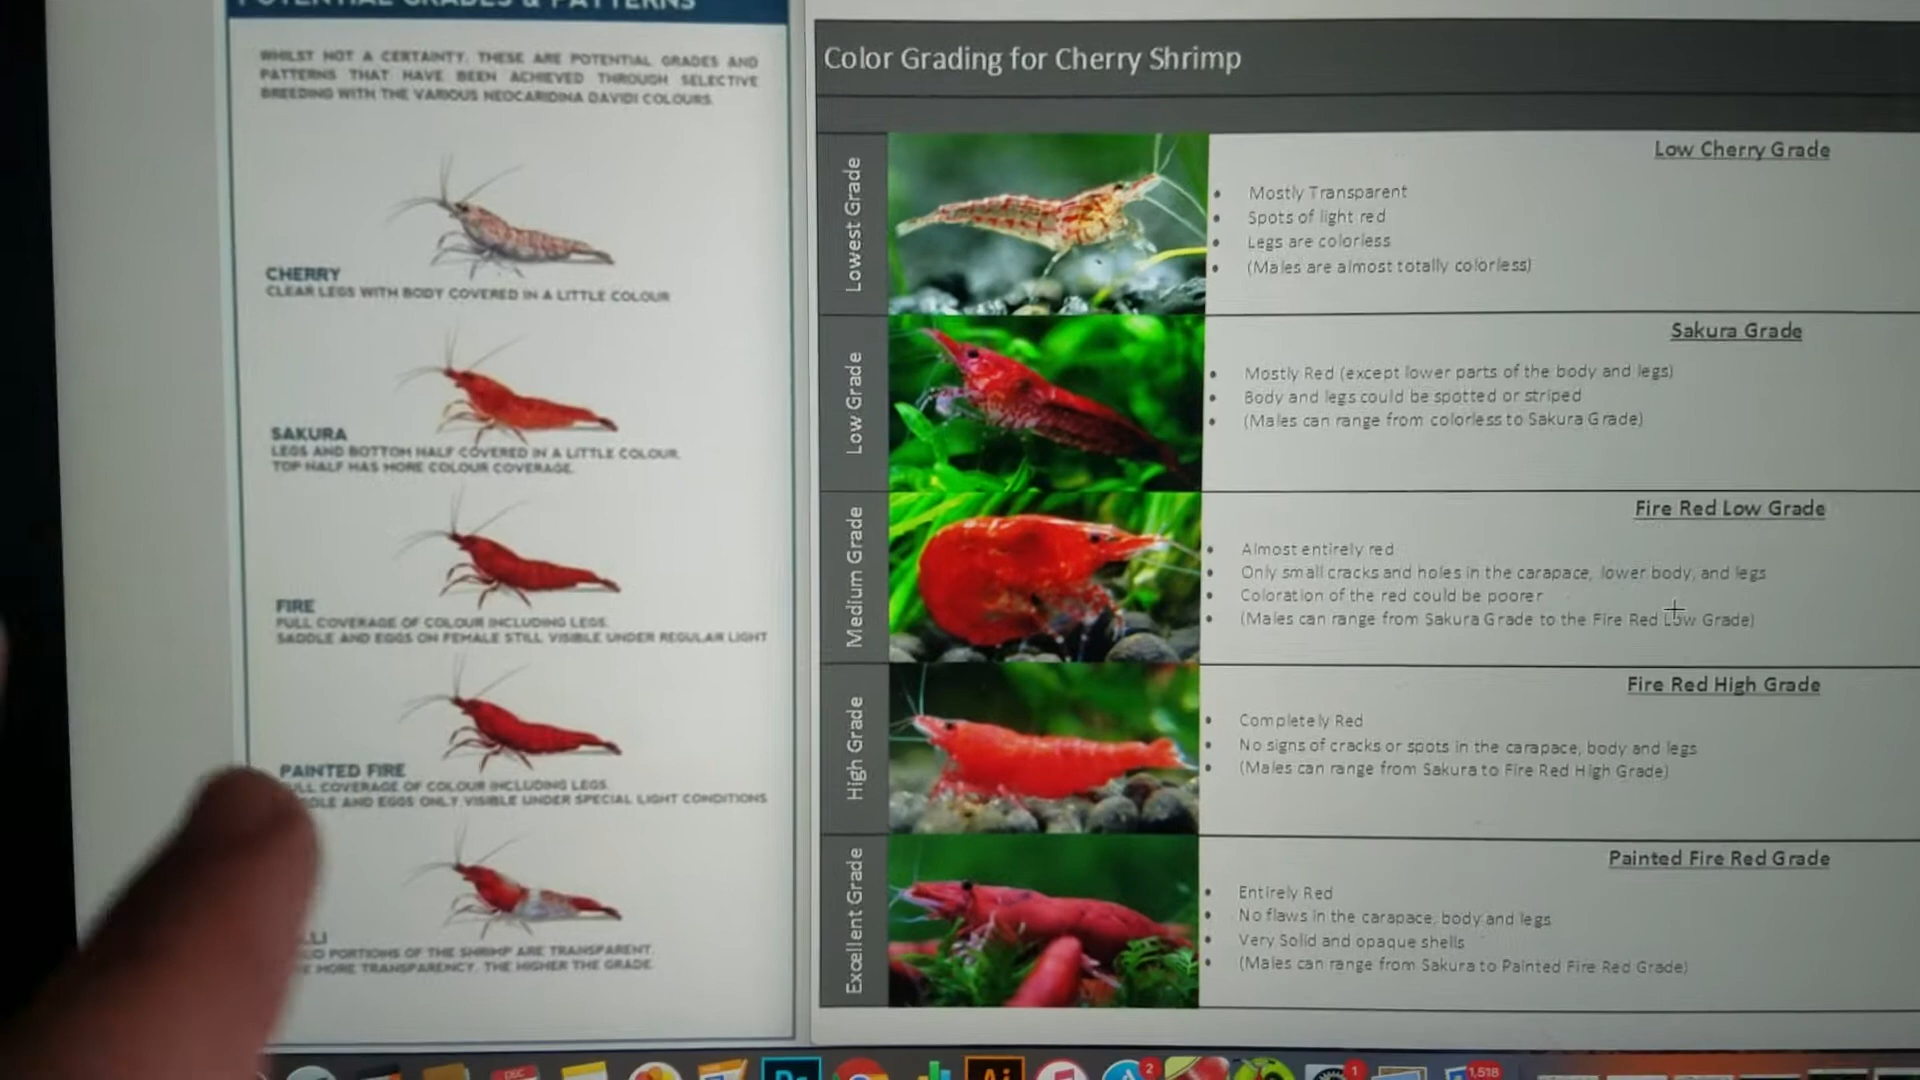 POTENTIAL GRADES & PATTERNS
WHILST NOT A CERTAINTY, THESE ARE POTENTIAL GRADES AND
PATTERNS THAT HAVE BEEN ACHIEVED THROUGH SELECTIVE
BREEDING WITH THE VARIOUS NEOCARIDINA DAVIDI COLOURS.
CHERRY
CLEAR LEGS WITH BODY COVERED IN A LITTLE COLOUR
SAKURA
LEGS AND BOTTOM HALF COVERED IN A LITTLE COLOUR.
TOP HALF HAS MORE COLOUR COVERAGE.
FIRE
FULL COVERAGE OF COLOUR INCLUDING LEGS.
SADDLE AND EGGS ON FEMALE STILL VISIBLE UNDER REGULAR LIGHT
PAINTED FIRE
COVERAGE OF COLOUR INCLUDING LEGS.
AND EGGS ONLY VISIBLE UNDER SPECIAL LIGHT CONDITIONS
PORTIONS OF THE SHRIMP ARE TRANSPARENT.
MORE TRANSPARENCY, THE HIGHER THE GRADE.
Color Grading for Cherry Shrimp
Lowest Grade
Low Cherry Grade
Mostly Transparent
Spots of light red
Legs are colorless
(Males are almost totally colorless)
Low Grade
Sakura Grade
Mostly Red (except lower parts of the body and legs)
Body and legs could be spotted or striped
(Males can range from colorless to Sakura Grade)
Medium Grade
Fire Red Low Grade
Almost entirely red
Only small cracks and holes in the carapace, lower body, and legs
Coloration of the red could be poorer
(Males can range from Sakura Grade to the Fire Red Low Grade)
High Grade
Fire Red High Grade
Completely Red
No signs of cracks or spots in the carapace, body and legs
(Males can range from Sakura to Fire Red High Grade)
Excellent Grade
Painted Fire Red Grade
Entirely Red
No flaws in the carapace, body and legs
Very Solid and opaque shells
(Males can range from Sakura to Painted Fire Red Grade)
DEC
Ps
Ai
2
1
1,518